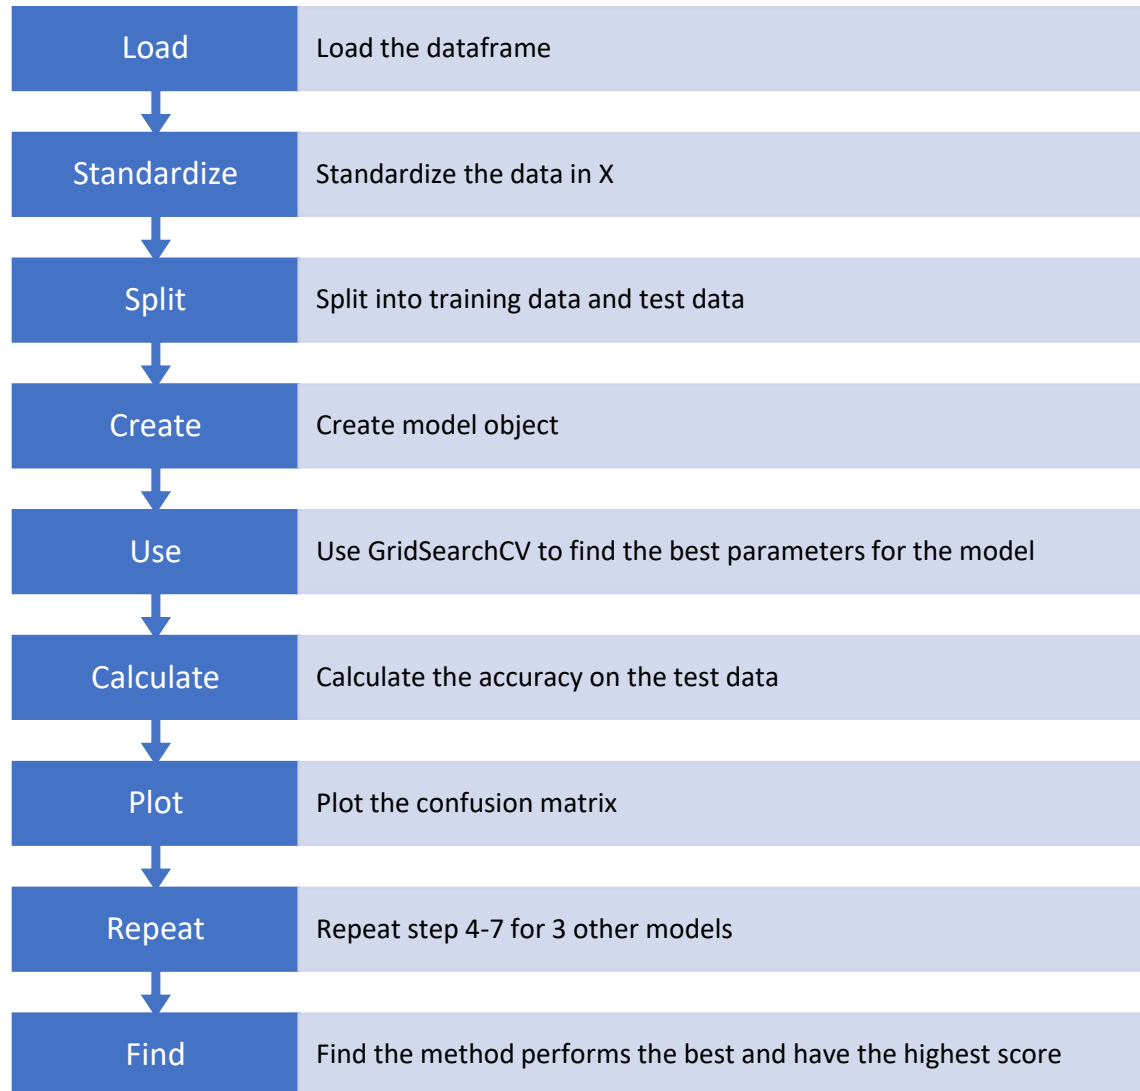 Load
Load the dataframe
Standardize
Standardize the data in X
Split
Split into training data and test data
Create
Create model object
Use
Use GridSearchCV to find the best parameters for the model
Calculate
Calculate the accuracy on the test data
Plot
Plot the confusion matrix
Repeat
Repeat step 4-7 for 3 other models
Find
Find the method performs the best and have the highest score